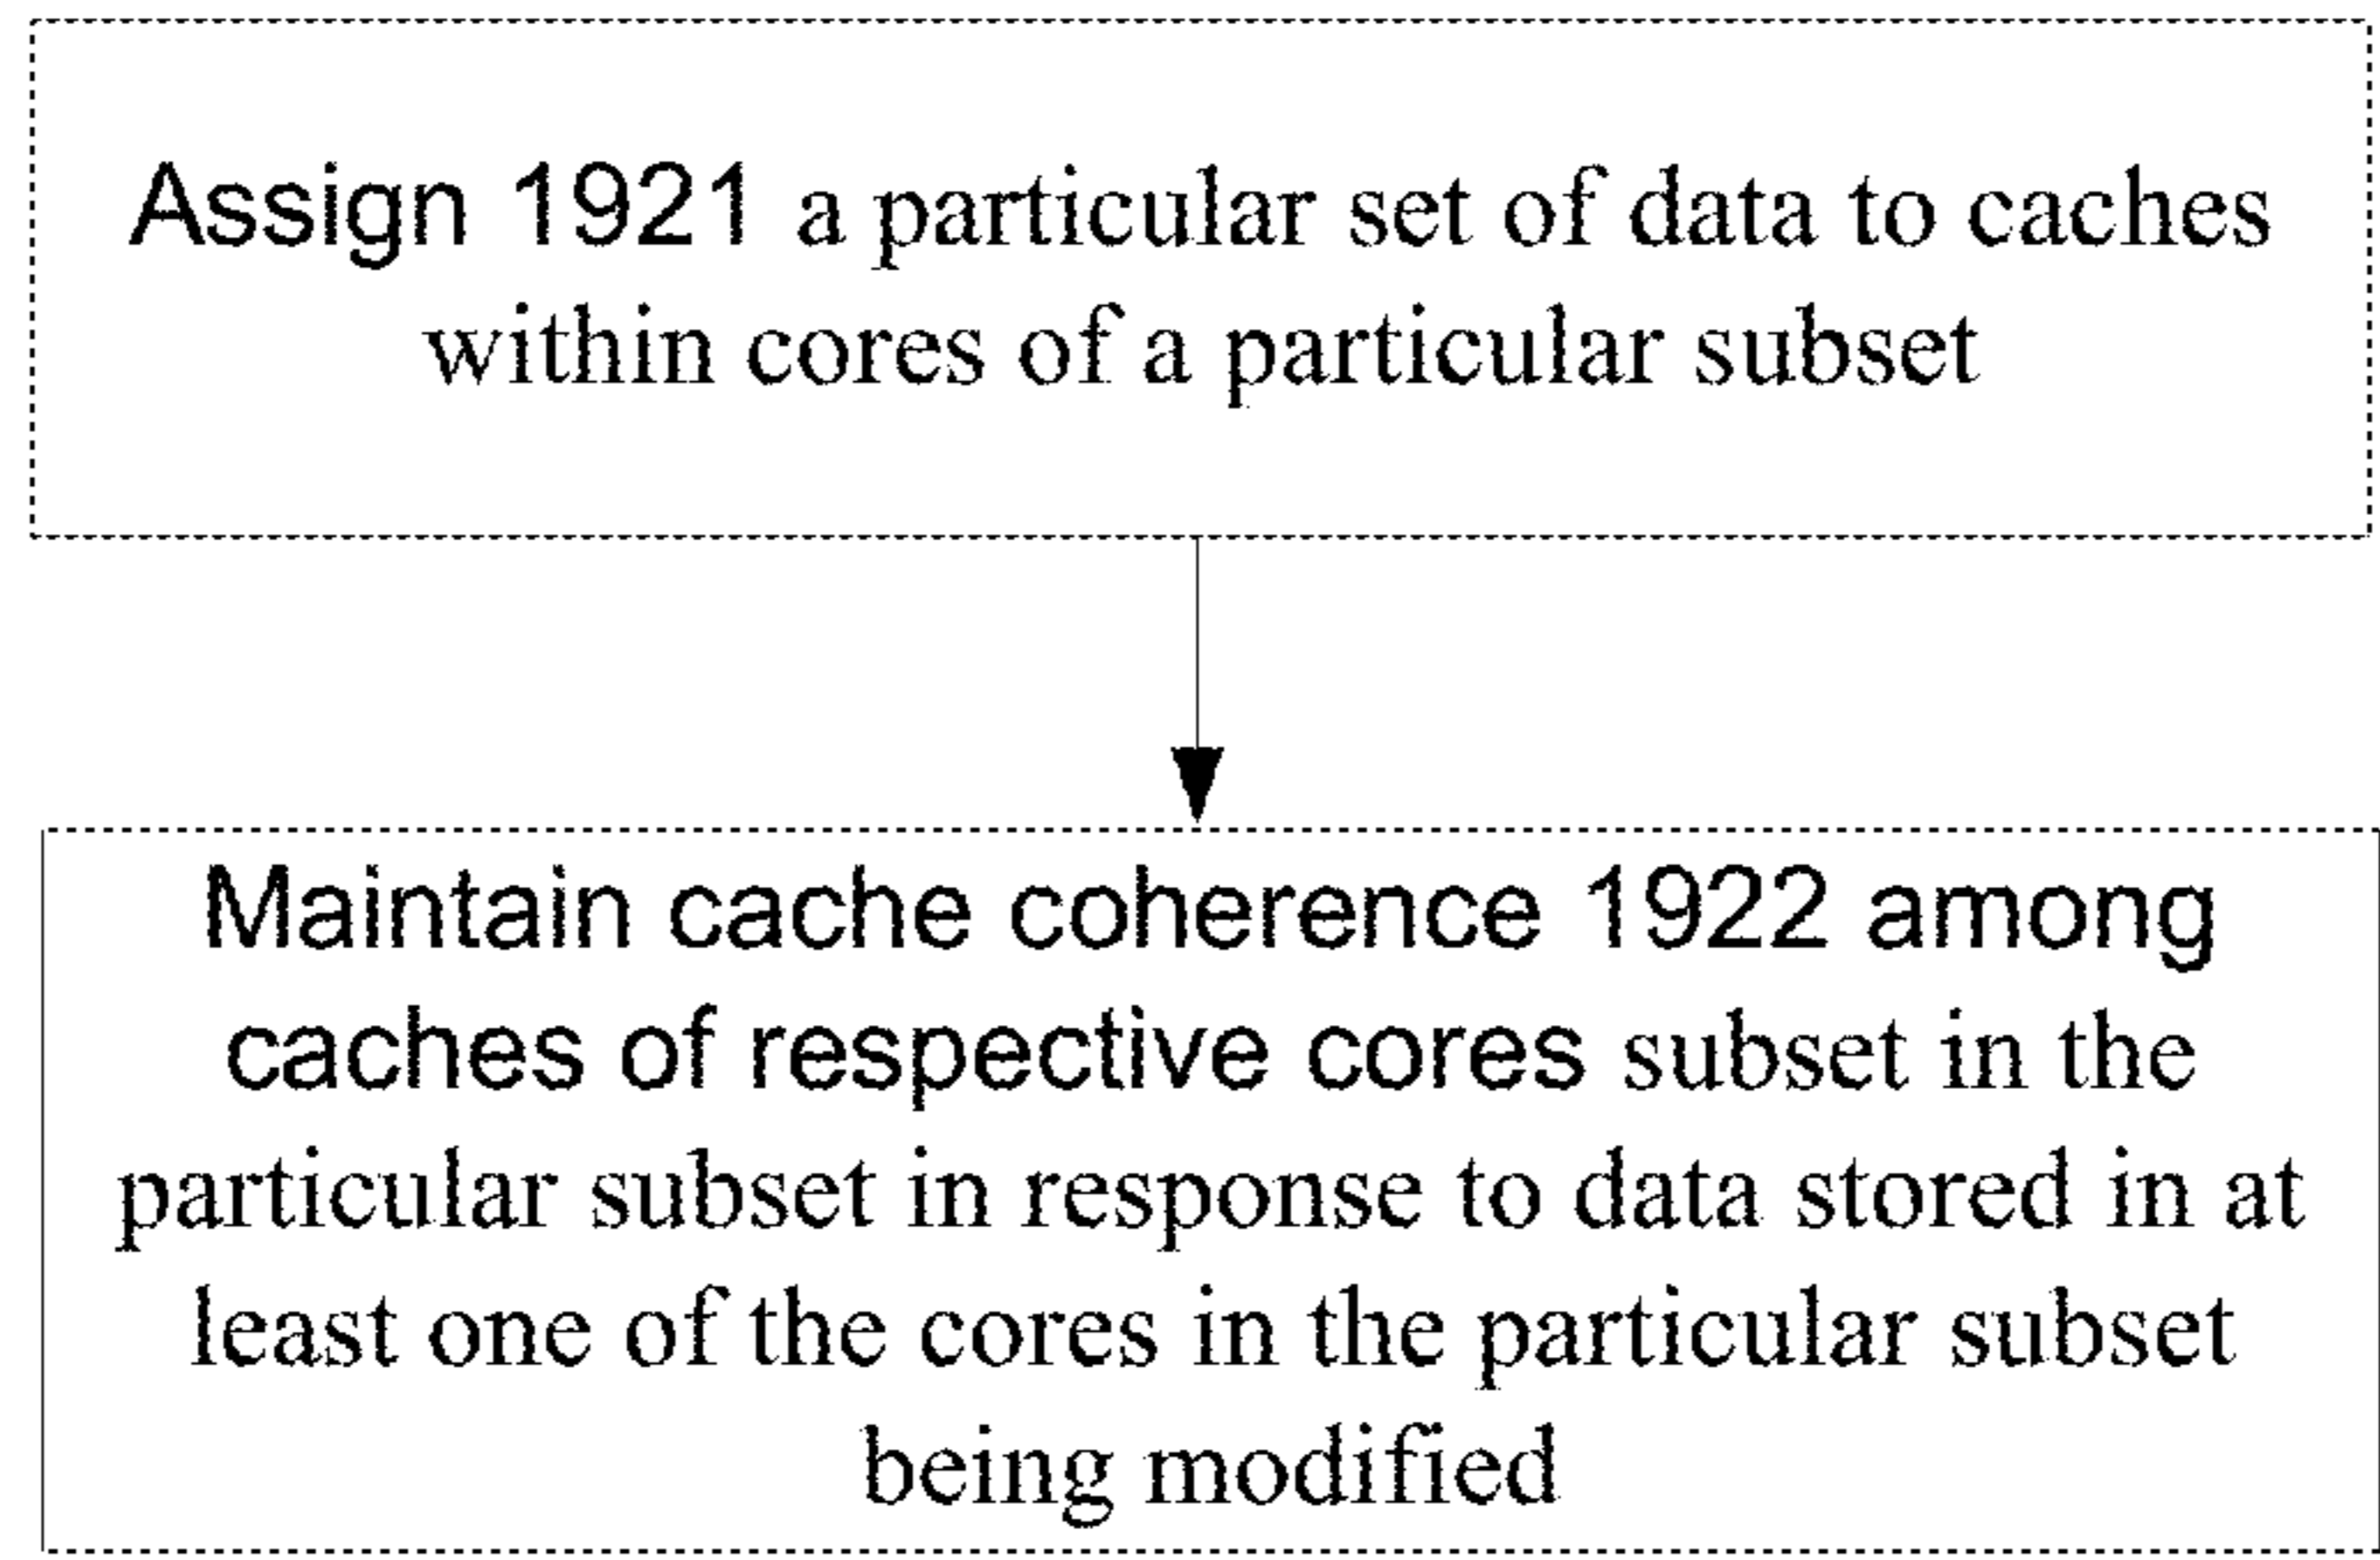 Assign 1921 a particular set of data to caches
within cores of a particular subset
Maintain cache coherence 1922 among
caches of respective cores subset in the
particular subset in response to data stored in at
least one of the cores in the particular subset
being modified